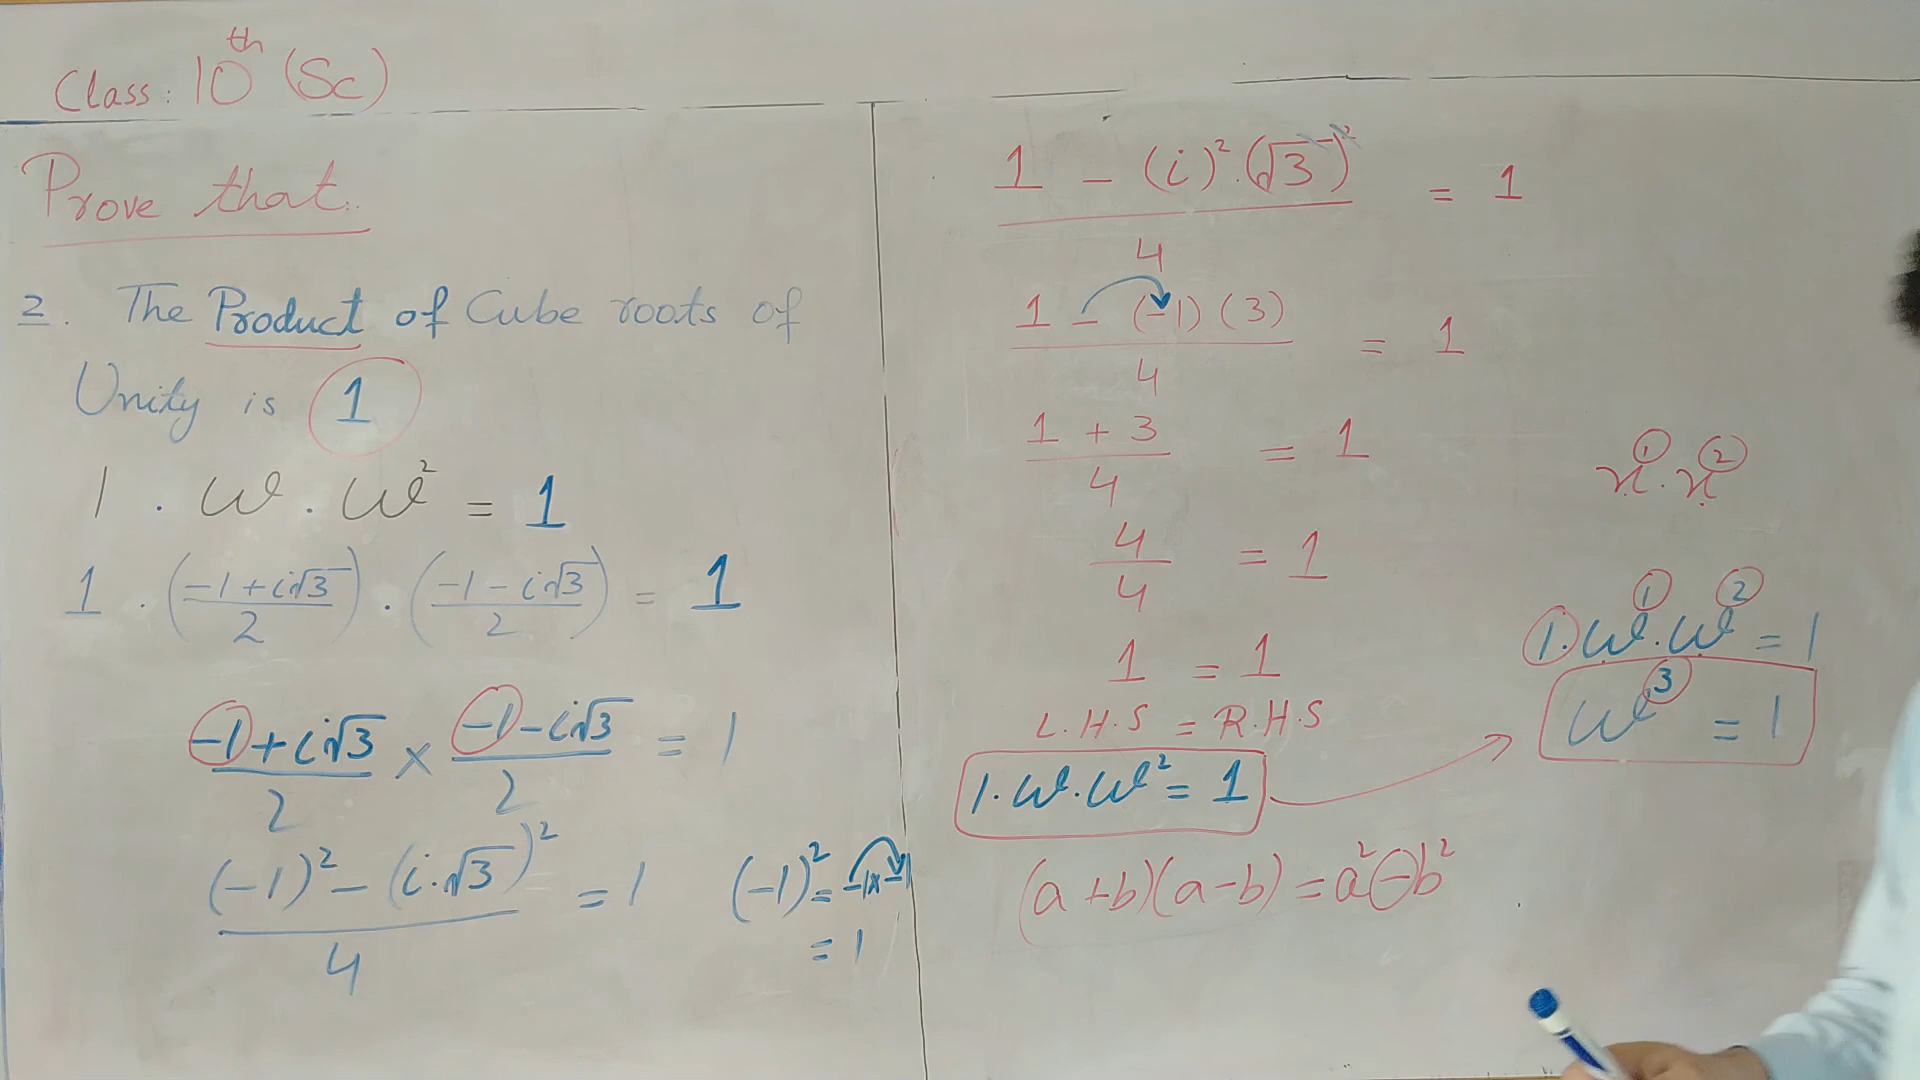 Class: 10th (Sc)
Prove that.
2. The Product of Cube roots of
Unity is 1
1 . ω . ω² = 1
1 . (-1+i√3/2) . (-1-i√3/2) = 1
-1+i√3/2 × -1-i√3/2 = 1
(-1)² - (i.√3)²/4 = 1
(-1)² = -1x-1
= 1
1 - (i)².(√3)²/4 = 1
1 - (-1)(3)/4 = 1
1 + 3/4 = 1
4/4 = 1
1 = 1
L.H.S = R.H.S
1.ω.ω² = 1
(a+b)(a-b) = a²-b²
x¹.x²
1.ω¹.ω² = 1
ω³ = 1